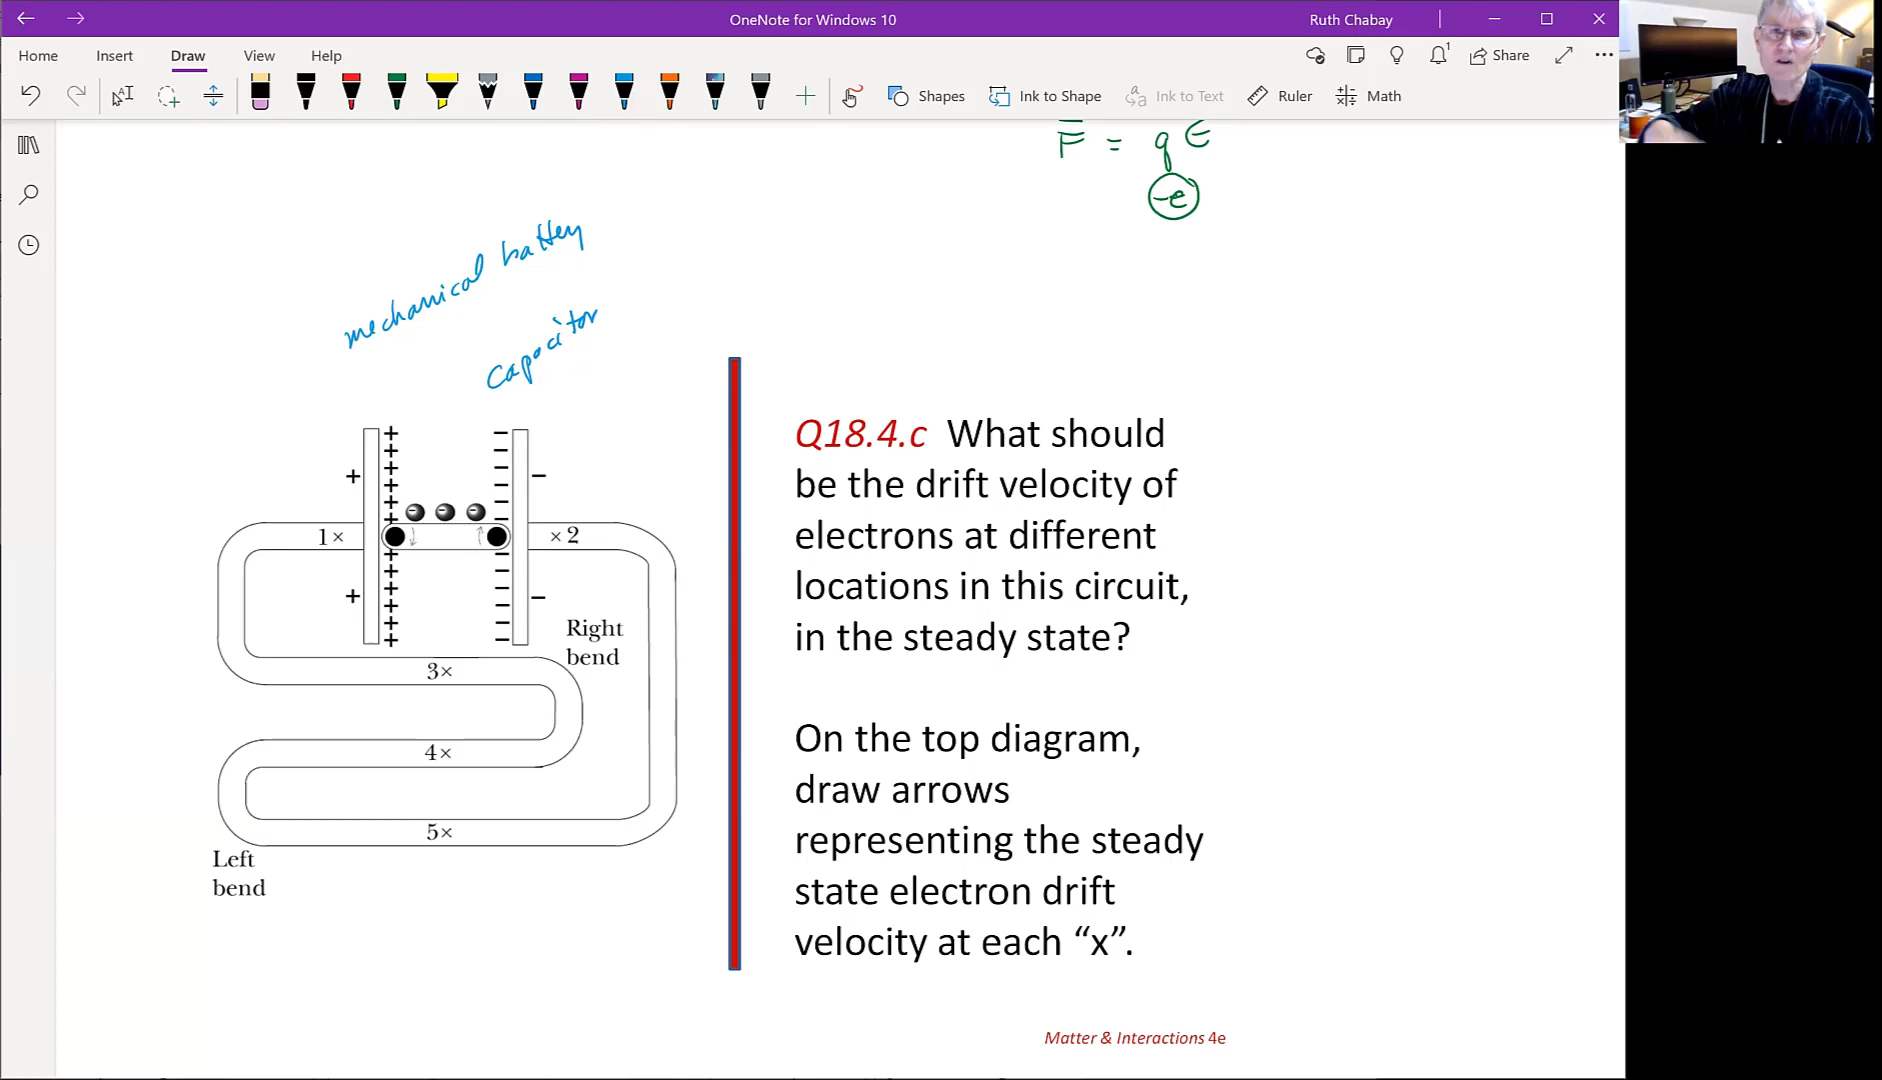 OneNote for Windows 10
Ruth Chabay
Home Insert Draw View Help
Share
Shapes Ink to Shape Ink to Text Ruler Math
F = q E
-e
mechanical battery
capacitor
+ + − −
1× ×2
+ −
Right
bend
3×
4×
5×
Left
bend
Q18.4.c What should
be the drift velocity of
electrons at different
locations in this circuit,
in the steady state?
On the top diagram,
draw arrows
representing the steady
state electron drift
velocity at each “x”.
Matter & Interactions 4e